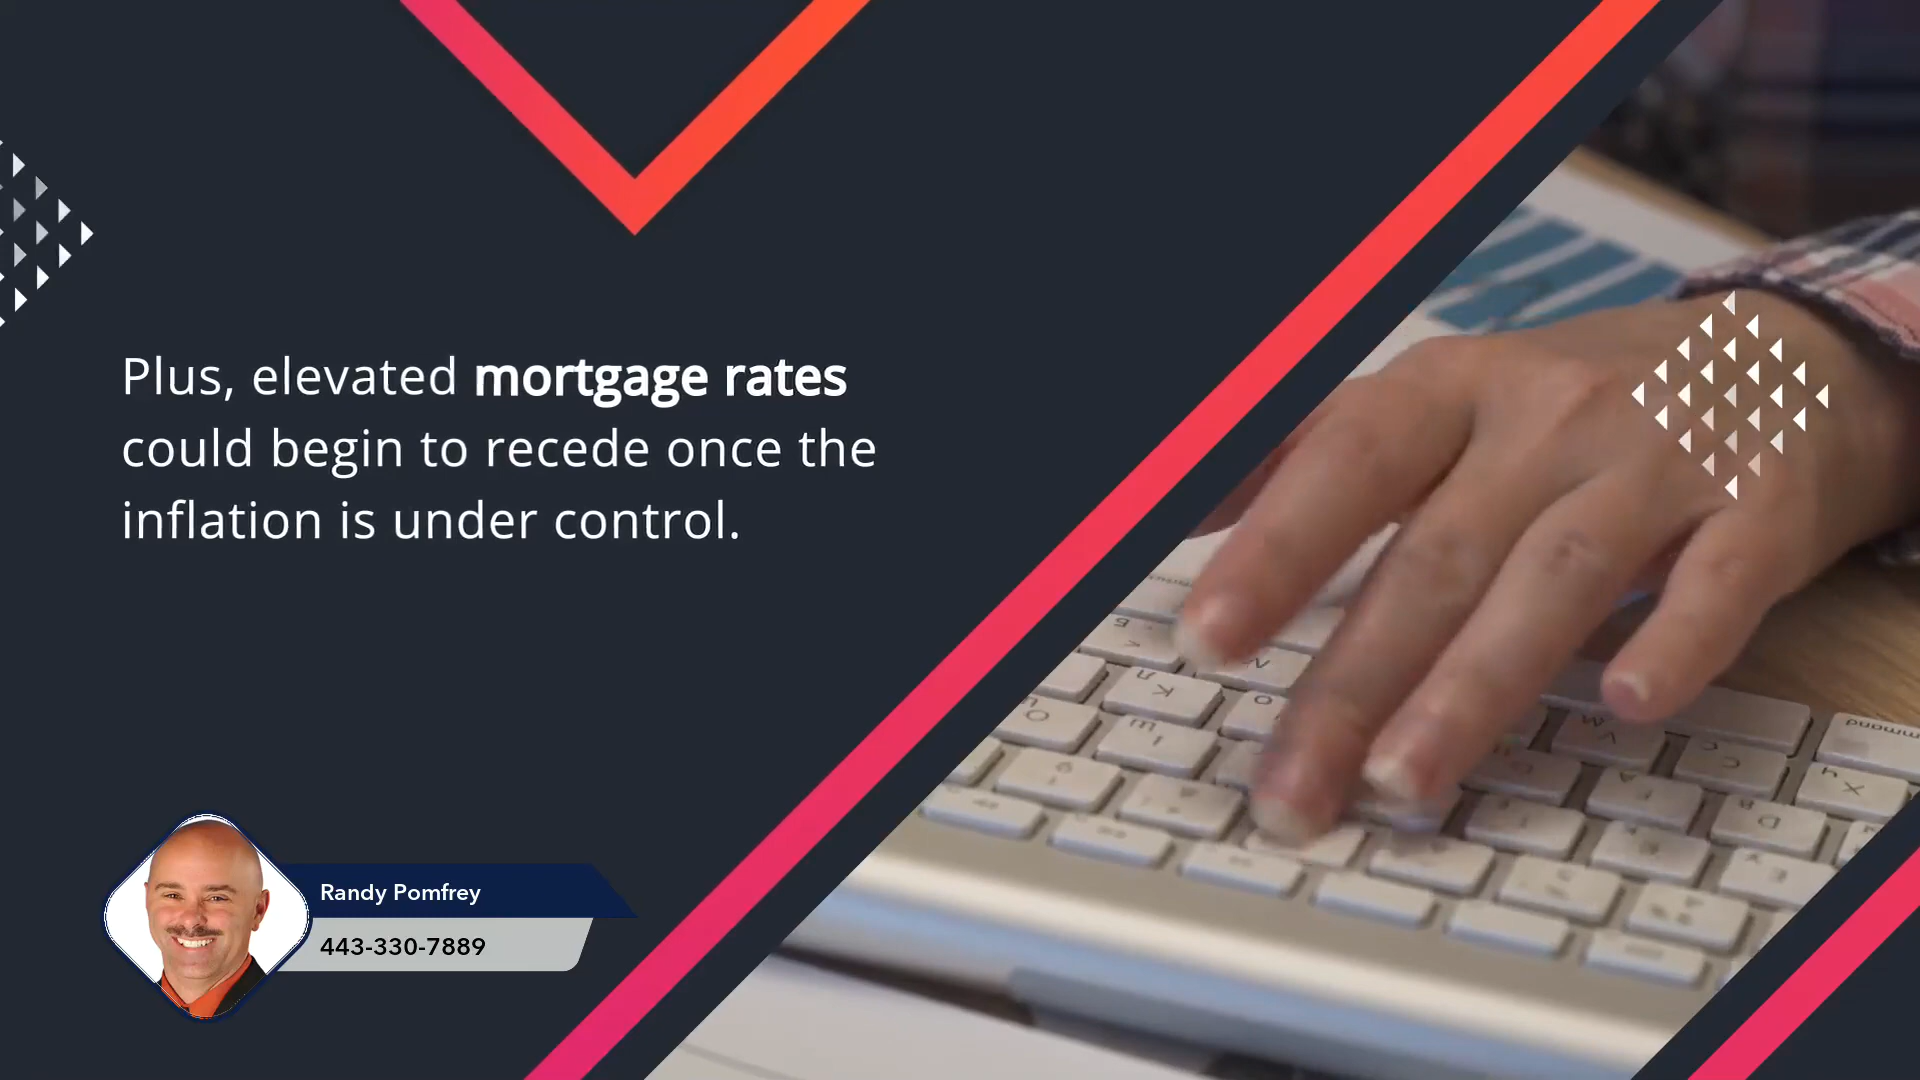 Plus, elevated mortgage rates
could begin to recede once the
inflation is under control.
Randy Pomfrey
443-330-7889